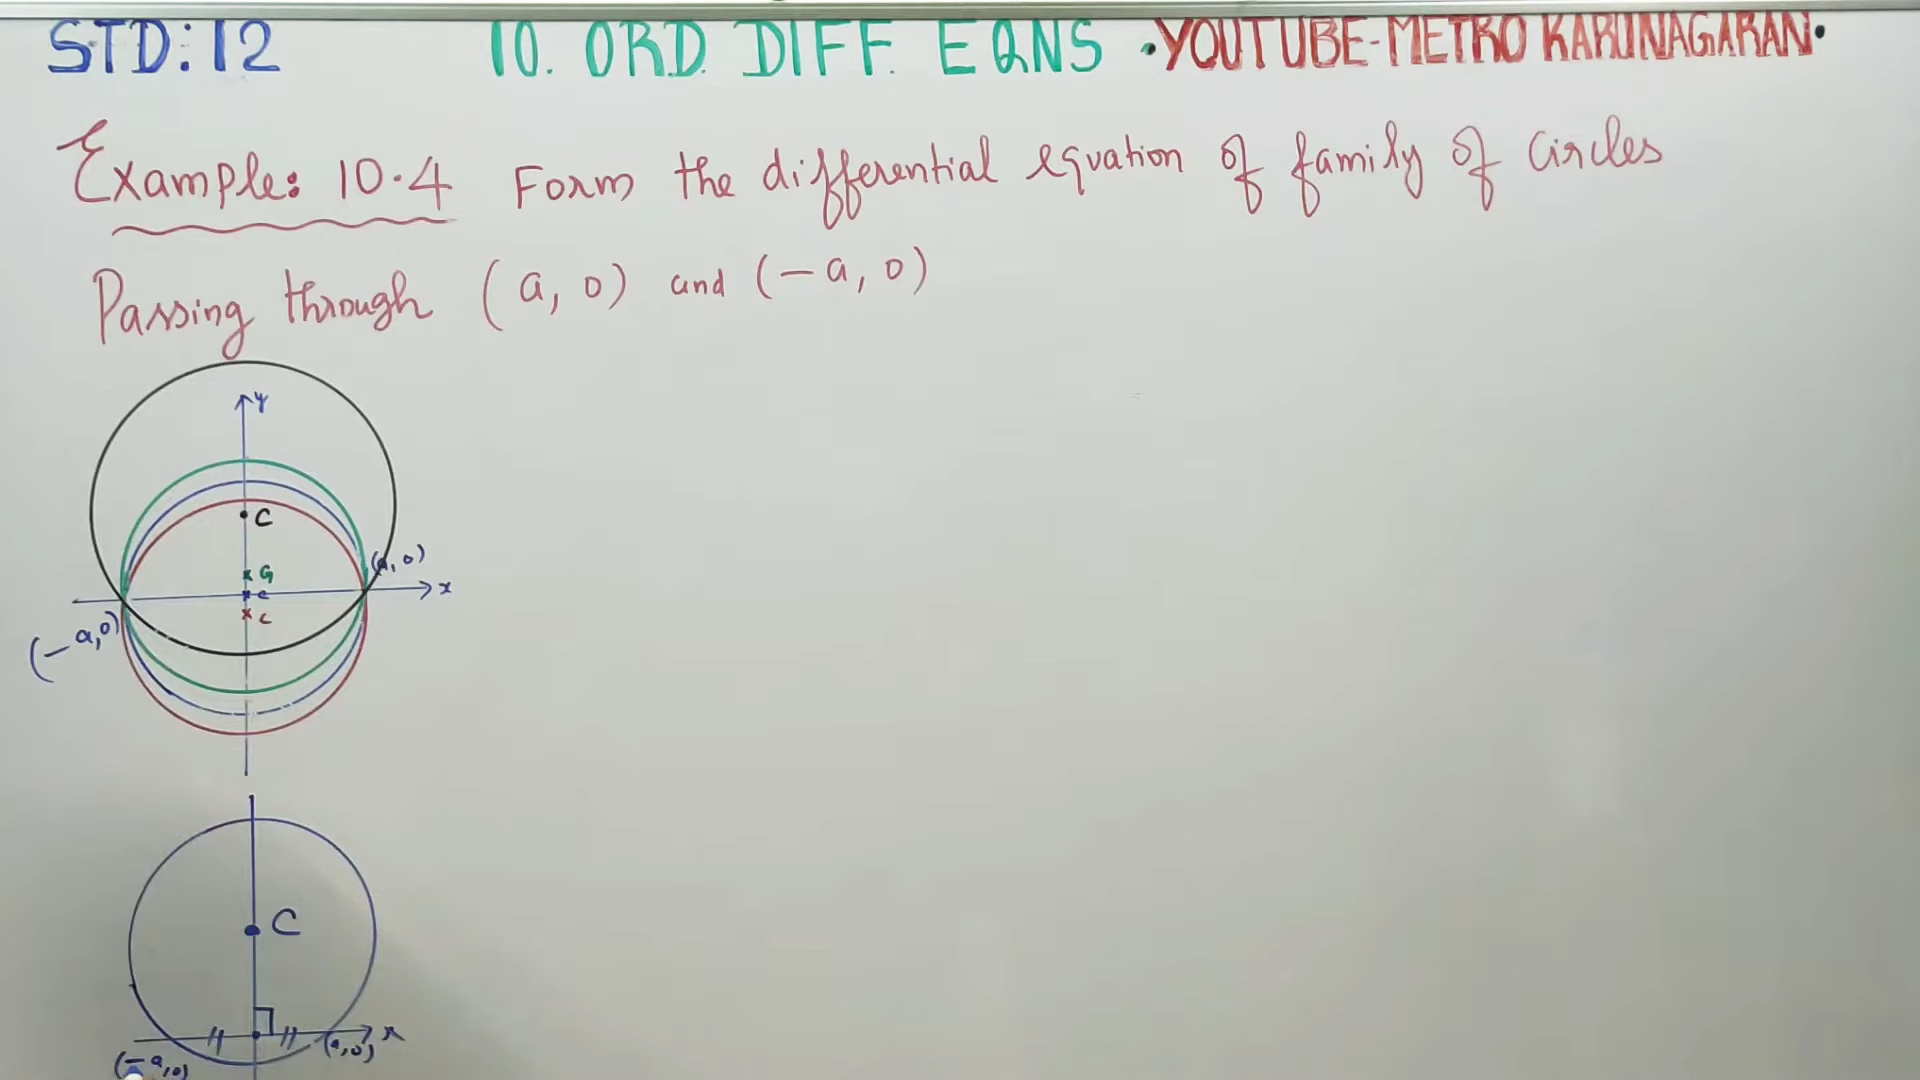 STD: 12 10. ORD. DIFF. EQNS •YOUTUBE-METRO KARUNAGARAN•
Example: 10.4 Form the differential equation of family of circles
Passing through (a, 0) and (-a, 0)
y
C
(a, 0)
G
x
c
c
(-a,0)
C
x
(-a,0)
(a,0)